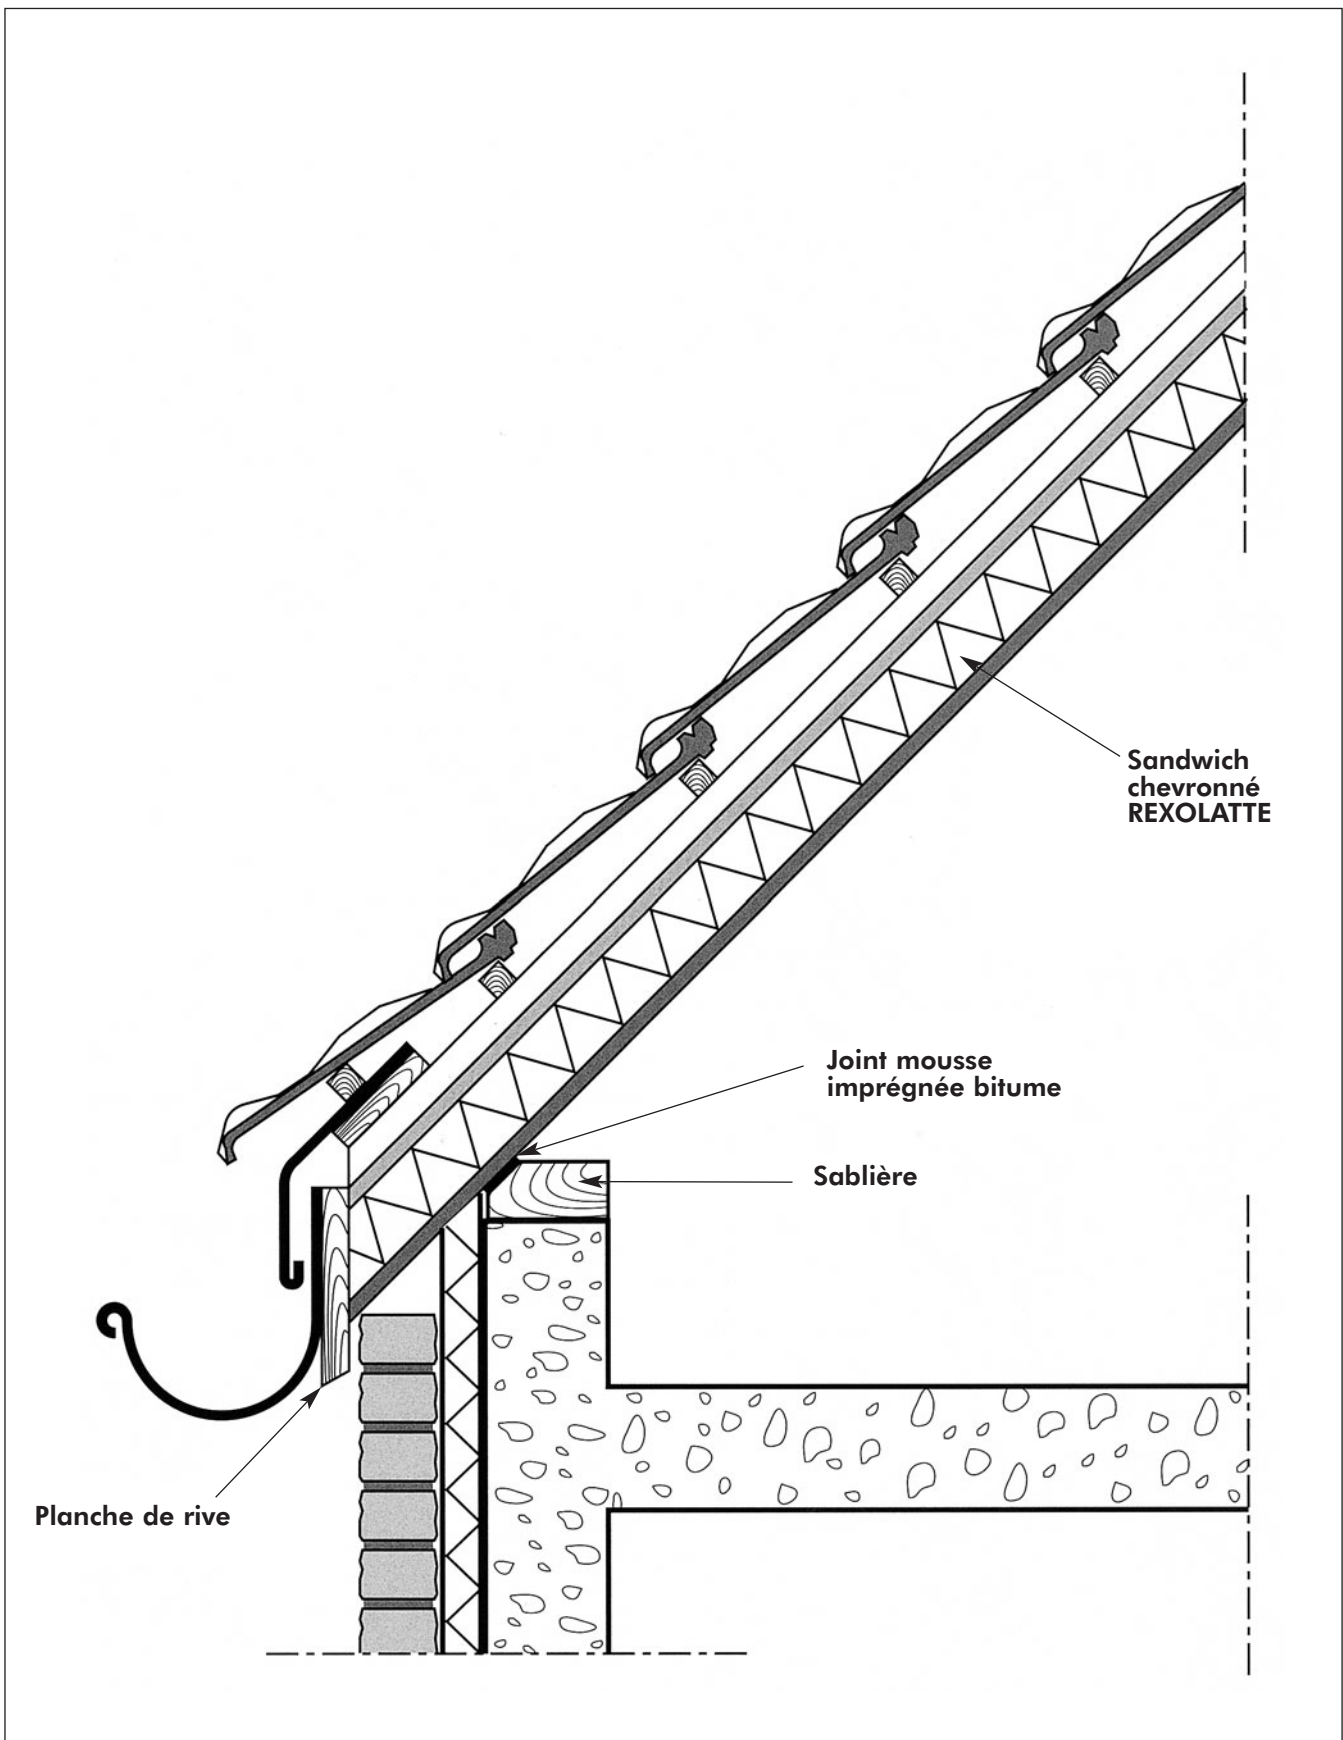 Sandwich
chevronné
REXOLATTE
Joint mousse
imprégnée bitume
Sablière
Planche de rive